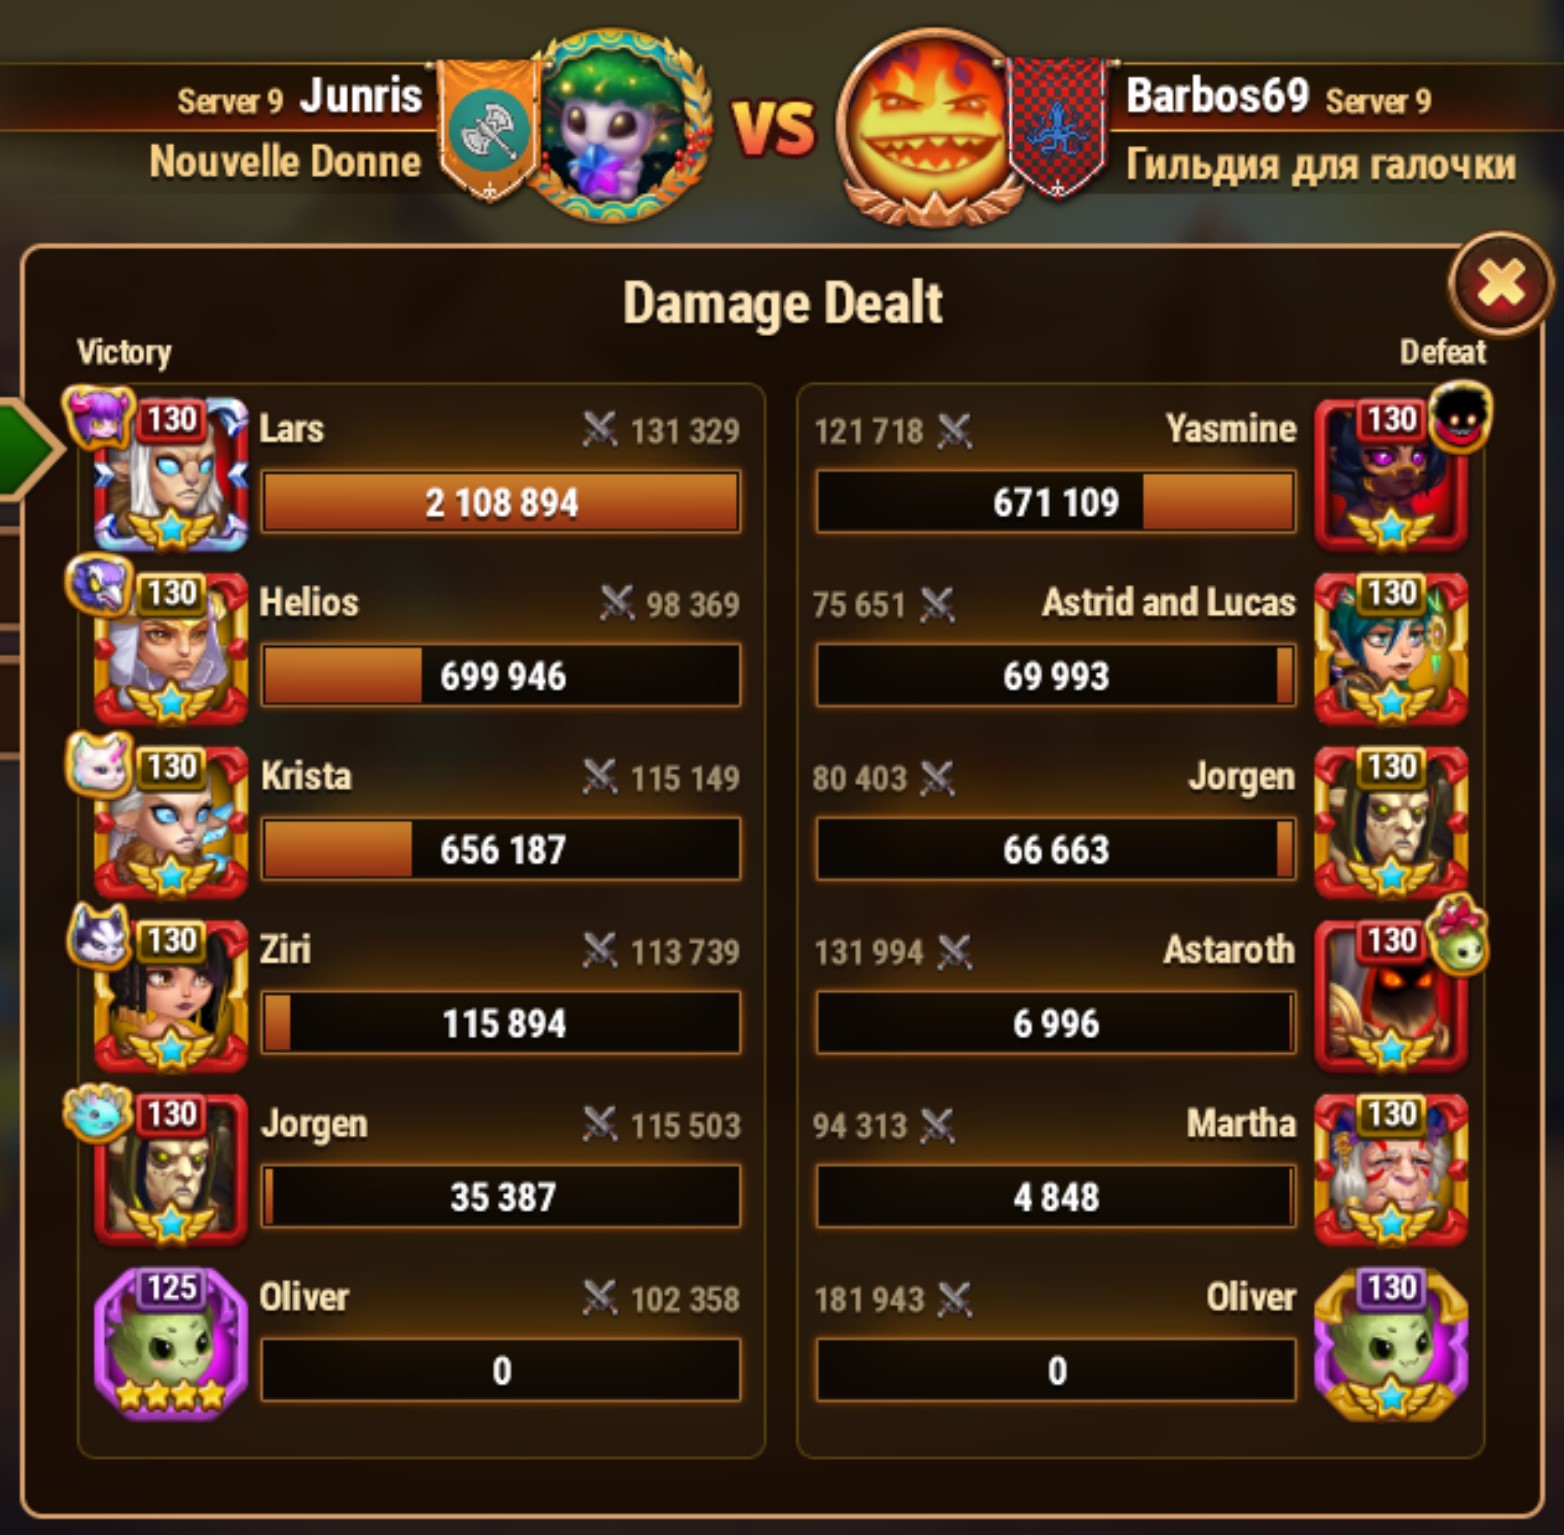 Server 9 Junris
Nouvelle Donne
VS
Barbos69 Server 9
Гильдия для галочки
Damage Dealt
Victory
Defeat
130 Lars 131 329
2 108 894
130 Helios 98 369
699 946
130 Krista 115 149
656 187
130 Ziri 113 739
115 894
130 Jorgen 115 503
35 387
125 Oliver 102 358
0
121 718 Yasmine 130
671 109
75 651 Astrid and Lucas 130
69 993
80 403 Jorgen 130
66 663
131 994 Astaroth 130
6 996
94 313 Martha 130
4 848
181 943 Oliver 130
0